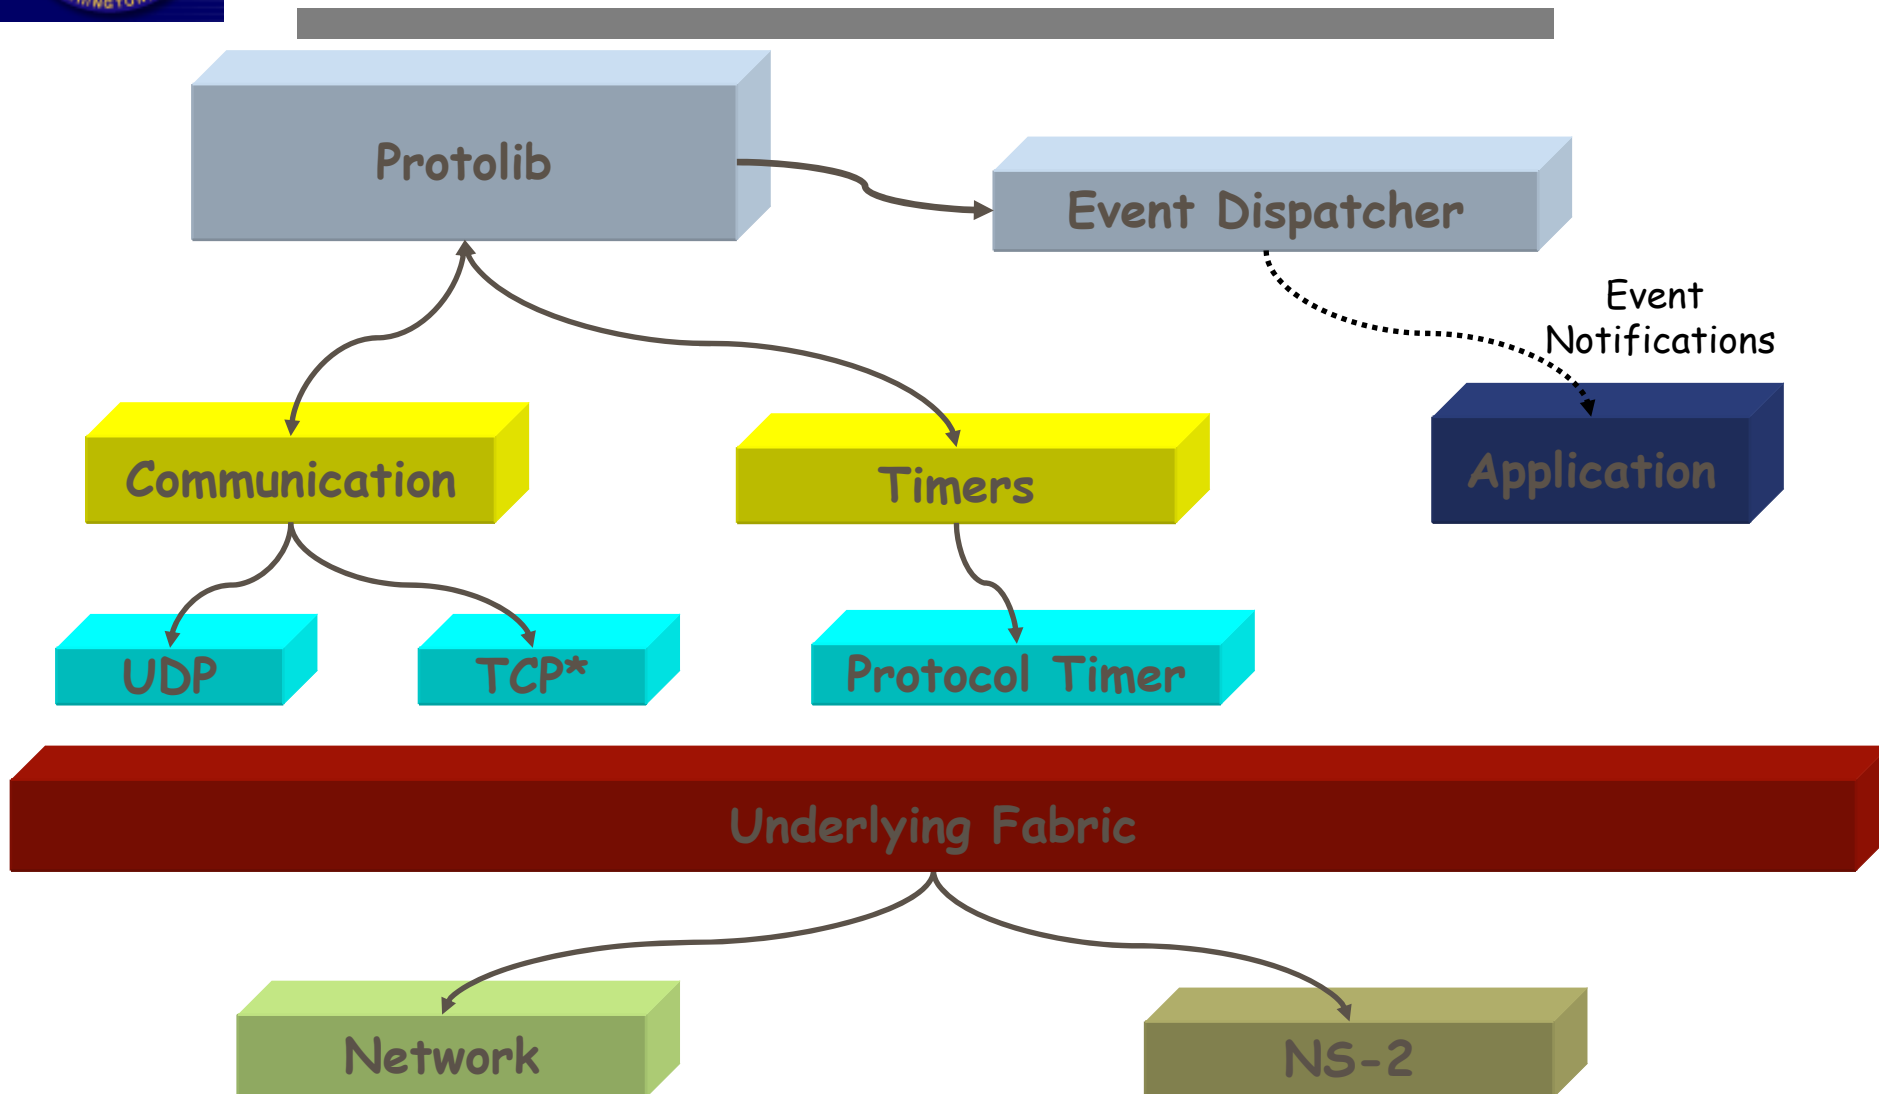 Protolib
Event Dispatcher
Event
Notifications
Communication
Timers
Application
UDP
TCP*
Protocol Timer
Underlying Fabric
Network
NS-2